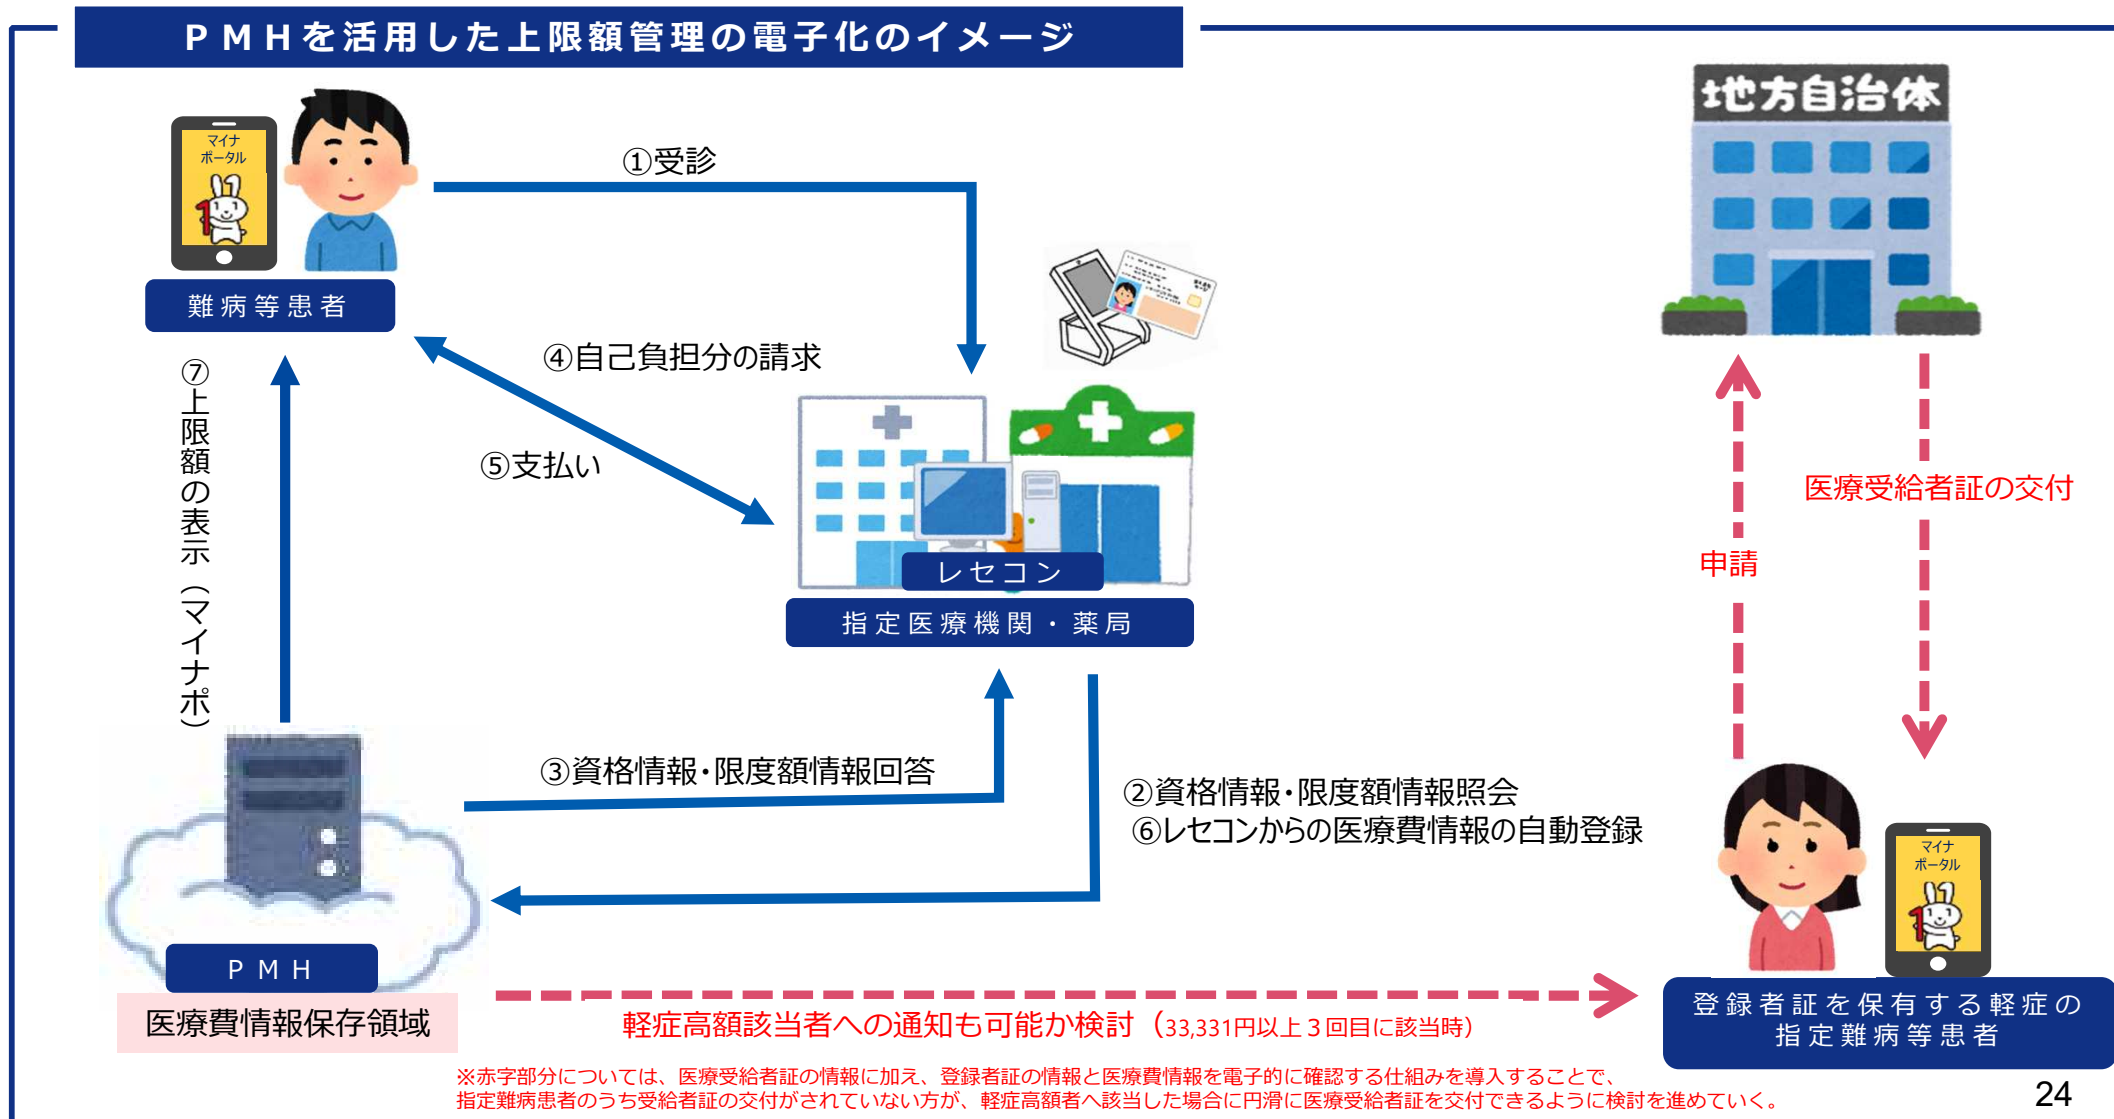 ＰＭＨを活用した上限額管理の電子化のイメージ
地方自治体
マイナ
ポータル
①受診
難病等患者
④自己負担分の請求
⑤支払い
⑦上限額の表示（マイナポ）
レセコン
指定医療機関・薬局
医療受給者証の交付
申請
③資格情報・限度額情報回答
②資格情報・限度額情報照会
⑥レセコンからの医療費情報の自動登録
マイナ
ポータル
ＰＭＨ
医療費情報保存領域
軽症高額該当者への通知も可能か検討（33,331円以上３回目に該当時）
登録者証を保有する軽症の
指定難病等患者
※赤字部分については、医療受給者証の情報に加え、登録者証の情報と医療費情報を電子的に確認する仕組みを導入することで、
指定難病患者のうち受給者証の交付がされていない方が、軽症高額者へ該当した場合に円滑に医療受給者証を交付できるように検討を進めていく。
24